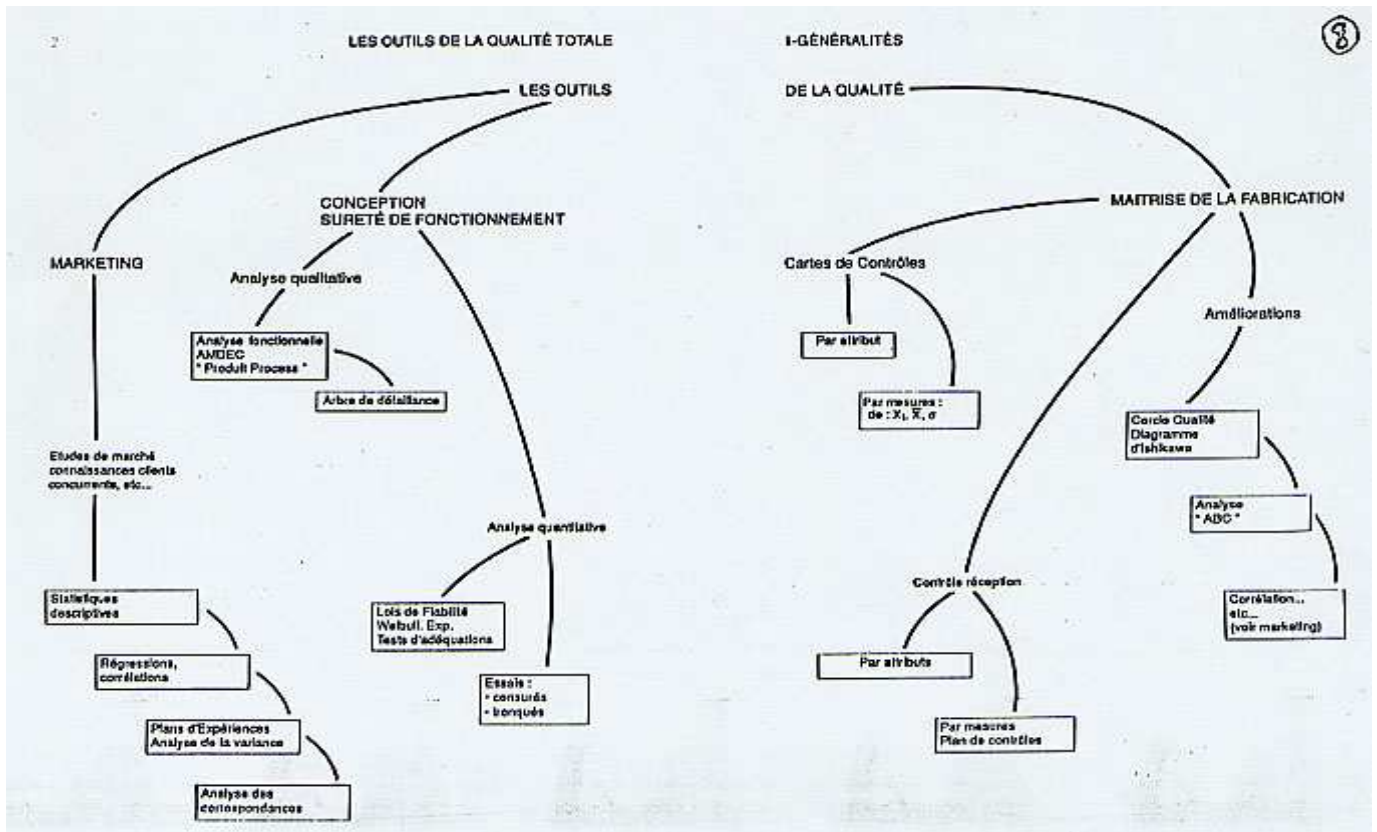 2
LES OUTILS DE LA QUALITÉ TOTALE
I-GÉNÉRALITÉS
8
LES OUTILS
DE LA QUALITÉ
CONCEPTION
SURETÉ DE FONCTIONNEMENT
MAITRISE DE LA FABRICATION
MARKETING
Analyse qualitative
Cartes de Contrôles
Améliorations
Analyse fonctionnelle
AMDEC
" Produit Process "
Par attribut
Arbre de défaillance
Par mesures :
de : Xi, X̅, σ
Cercle Qualité
Diagramme
d'Ishikawa
Etudes de marché
connaissances clients
concurrents, etc...
Analyse
" ABC "
Analyse quantitative
Contrôle réception
Statistiques
descriptives
Lois de Fiabilité
Weibull. Exp.
Tests d'adéquations
Corrélation...
etc...
(voir marketing)
Régressions,
corrélations
Par attributs
Essais :
• censurés
• tronqués
Plans d'Expériences
Analyse de la variance
Par mesures
Plan de contrôles
Analyse des
correspondances